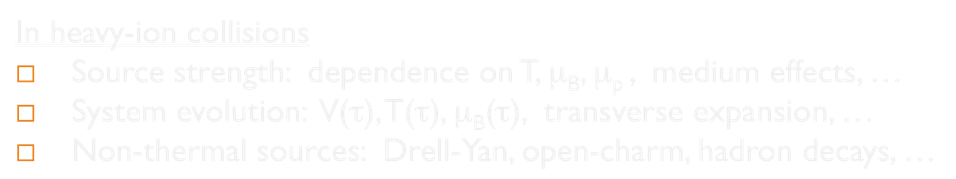 In heavy-ion collisions
□ Source strength: dependence on T, μB, μp, medium effects, …
□ System evolution: V(τ), T(τ), μB(τ), transverse expansion, …
□ Non-thermal sources: Drell-Yan, open-charm, hadron decays, …